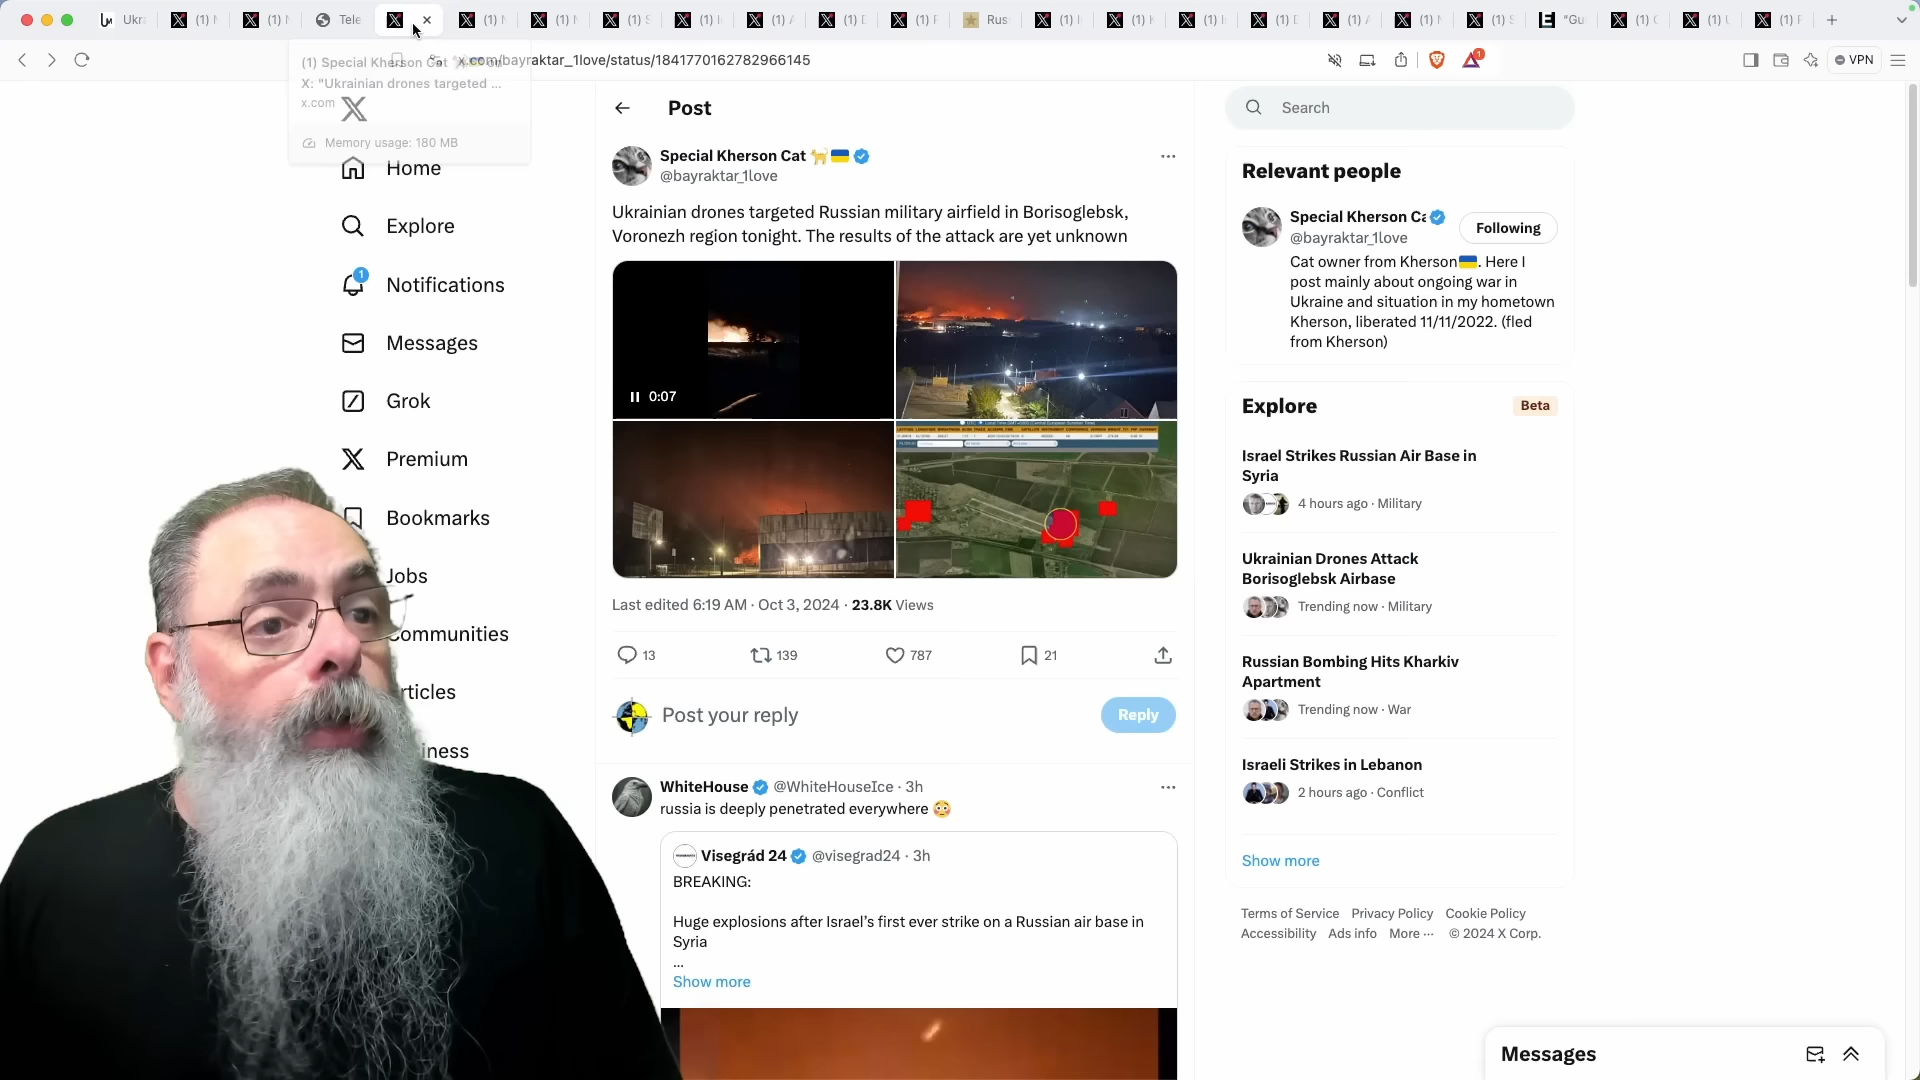 Ukra
(1) N
(1) N
Tele
(1) N
(1) N
(1) S
(1) A
(1) F
Rus
(1) D
(1) A
(1) N
(1) S
"Gu
x.com/bayraktar_1love/status/1841770162782966145
VPN
(1) Special Kherson Cat
X: "Ukrainian drones targeted ...
x.com
Memory usage: 180 MB
Home
Explore
1
Notifications
Messages
Grok
Premium
Bookmarks
Jobs
Communities
rticles
iness
Post
Special Kherson Cat
@bayraktar_1love
Ukrainian drones targeted Russian military airfield in Borisoglebsk,
Voronezh region tonight. The results of the attack are yet unknown
0:07
Last edited 6:19 AM · Oct 3, 2024 · 23.8K Views
13 139 787 21
Post your reply
Reply
WhiteHouse @WhiteHouseIce · 3h
russia is deeply penetrated everywhere 😳
Visegrád 24 @visegrad24 · 3h
BREAKING:
Huge explosions after Israel's first ever strike on a Russian air base in
Syria
...
Show more
Search
Relevant people
Special Kherson Ca
@bayraktar_1love
Following
Cat owner from Kherson🇺🇦. Here I
post mainly about ongoing war in
Ukraine and situation in my hometown
Kherson, liberated 11/11/2022. (fled
from Kherson)
Explore
Beta
Israel Strikes Russian Air Base in
Syria
4 hours ago · Military
Ukrainian Drones Attack
Borisoglebsk Airbase
Trending now · Military
Russian Bombing Hits Kharkiv
Apartment
Trending now · War
Israeli Strikes in Lebanon
2 hours ago · Conflict
Show more
Terms of Service Privacy Policy Cookie Policy
Accessibility Ads info More ··· © 2024 X Corp.
Messages